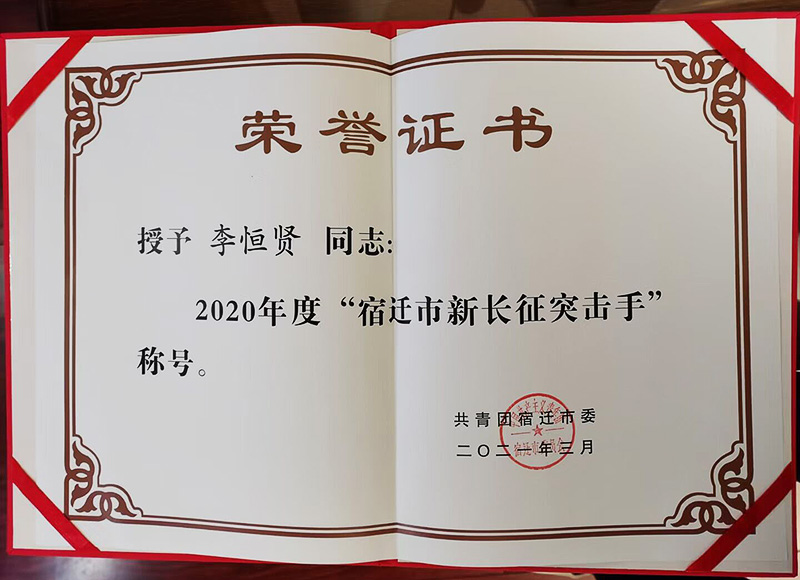 荣誉证书
授予 李恒贤 同志:
2020年度“宿迁市新长征突击手”
称号。
共青团宿迁市委
二〇二一年三月